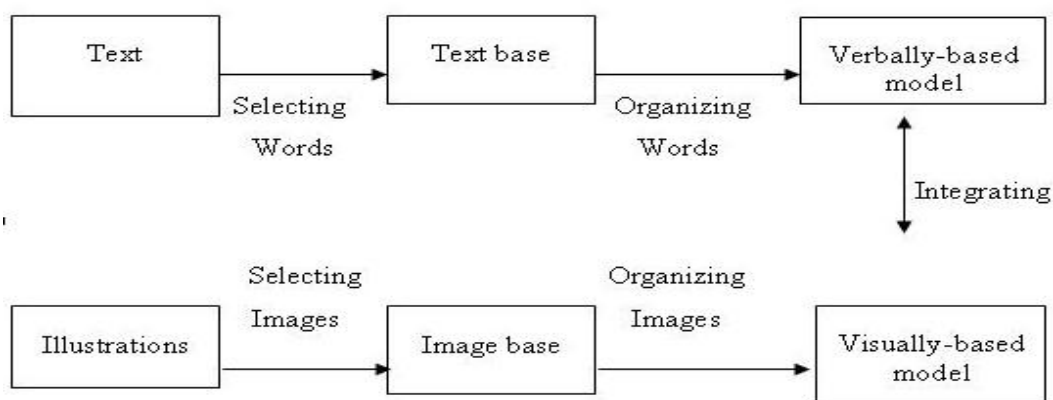 Text
Text base
Verbally-based
model
Selecting
Words
Organizing
Words
Integrating
Selecting
Images
Organizing
Images
Illustrations
Image base
Visually-based
model